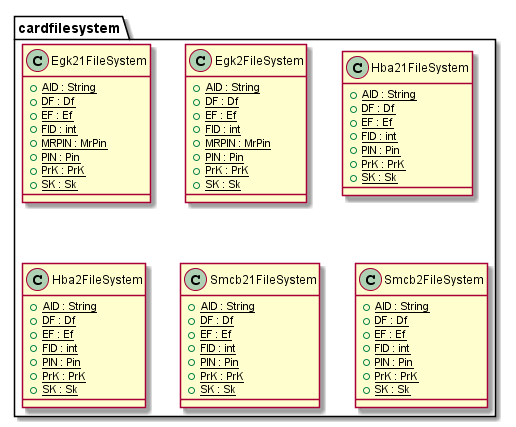 cardfilesystem
C Egk21FileSystem
AID : String
DF : Df
EF : Ef
FID : int
MRPIN : MrPin
PIN : Pin
PrK : PrK
SK : Sk
C Egk2FileSystem
AID : String
DF : Df
EF : Ef
FID : int
MRPIN : MrPin
PIN : Pin
PrK : PrK
SK : Sk
C Hba21FileSystem
AID : String
DF : Df
EF : Ef
FID : int
PIN : Pin
PrK : PrK
SK : Sk
C Hba2FileSystem
AID : String
DF : Df
EF : Ef
FID : int
PIN : Pin
PrK : PrK
SK : Sk
C Smcb21FileSystem
AID : String
DF : Df
EF : Ef
FID : int
PIN : Pin
PrK : PrK
SK : Sk
C Smcb2FileSystem
AID : String
DF : Df
EF : Ef
FID : int
PIN : Pin
PrK : PrK
SK : Sk